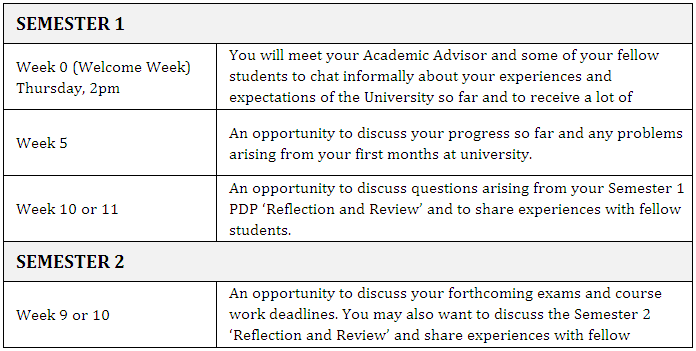 SEMESTER 1
Week 0 (Welcome Week)
Thursday, 2pm
You will meet your Academic Advisor and some of your fellow
students to chat informally about your experiences and
expectations of the University so far and to receive a lot of
Week 5
An opportunity to discuss your progress so far and any problems
arising from your first months at university.
Week 10 or 11
An opportunity to discuss questions arising from your Semester 1
PDP ‘Reflection and Review’ and to share experiences with fellow
students.
SEMESTER 2
Week 9 or 10
An opportunity to discuss your forthcoming exams and course
work deadlines. You may also want to discuss the Semester 2
‘Reflection and Review’ and share experiences with fellow